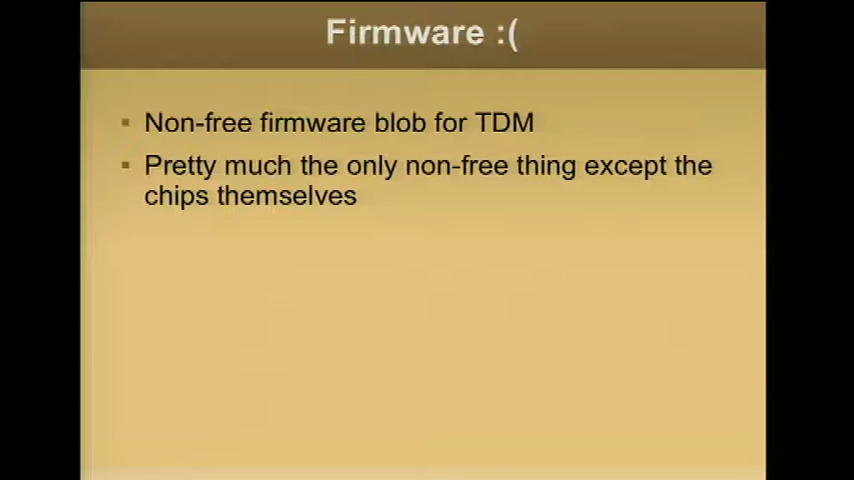 Firmware :(
Non-free firmware blob for TDM
Pretty much the only non-free thing except the
chips themselves